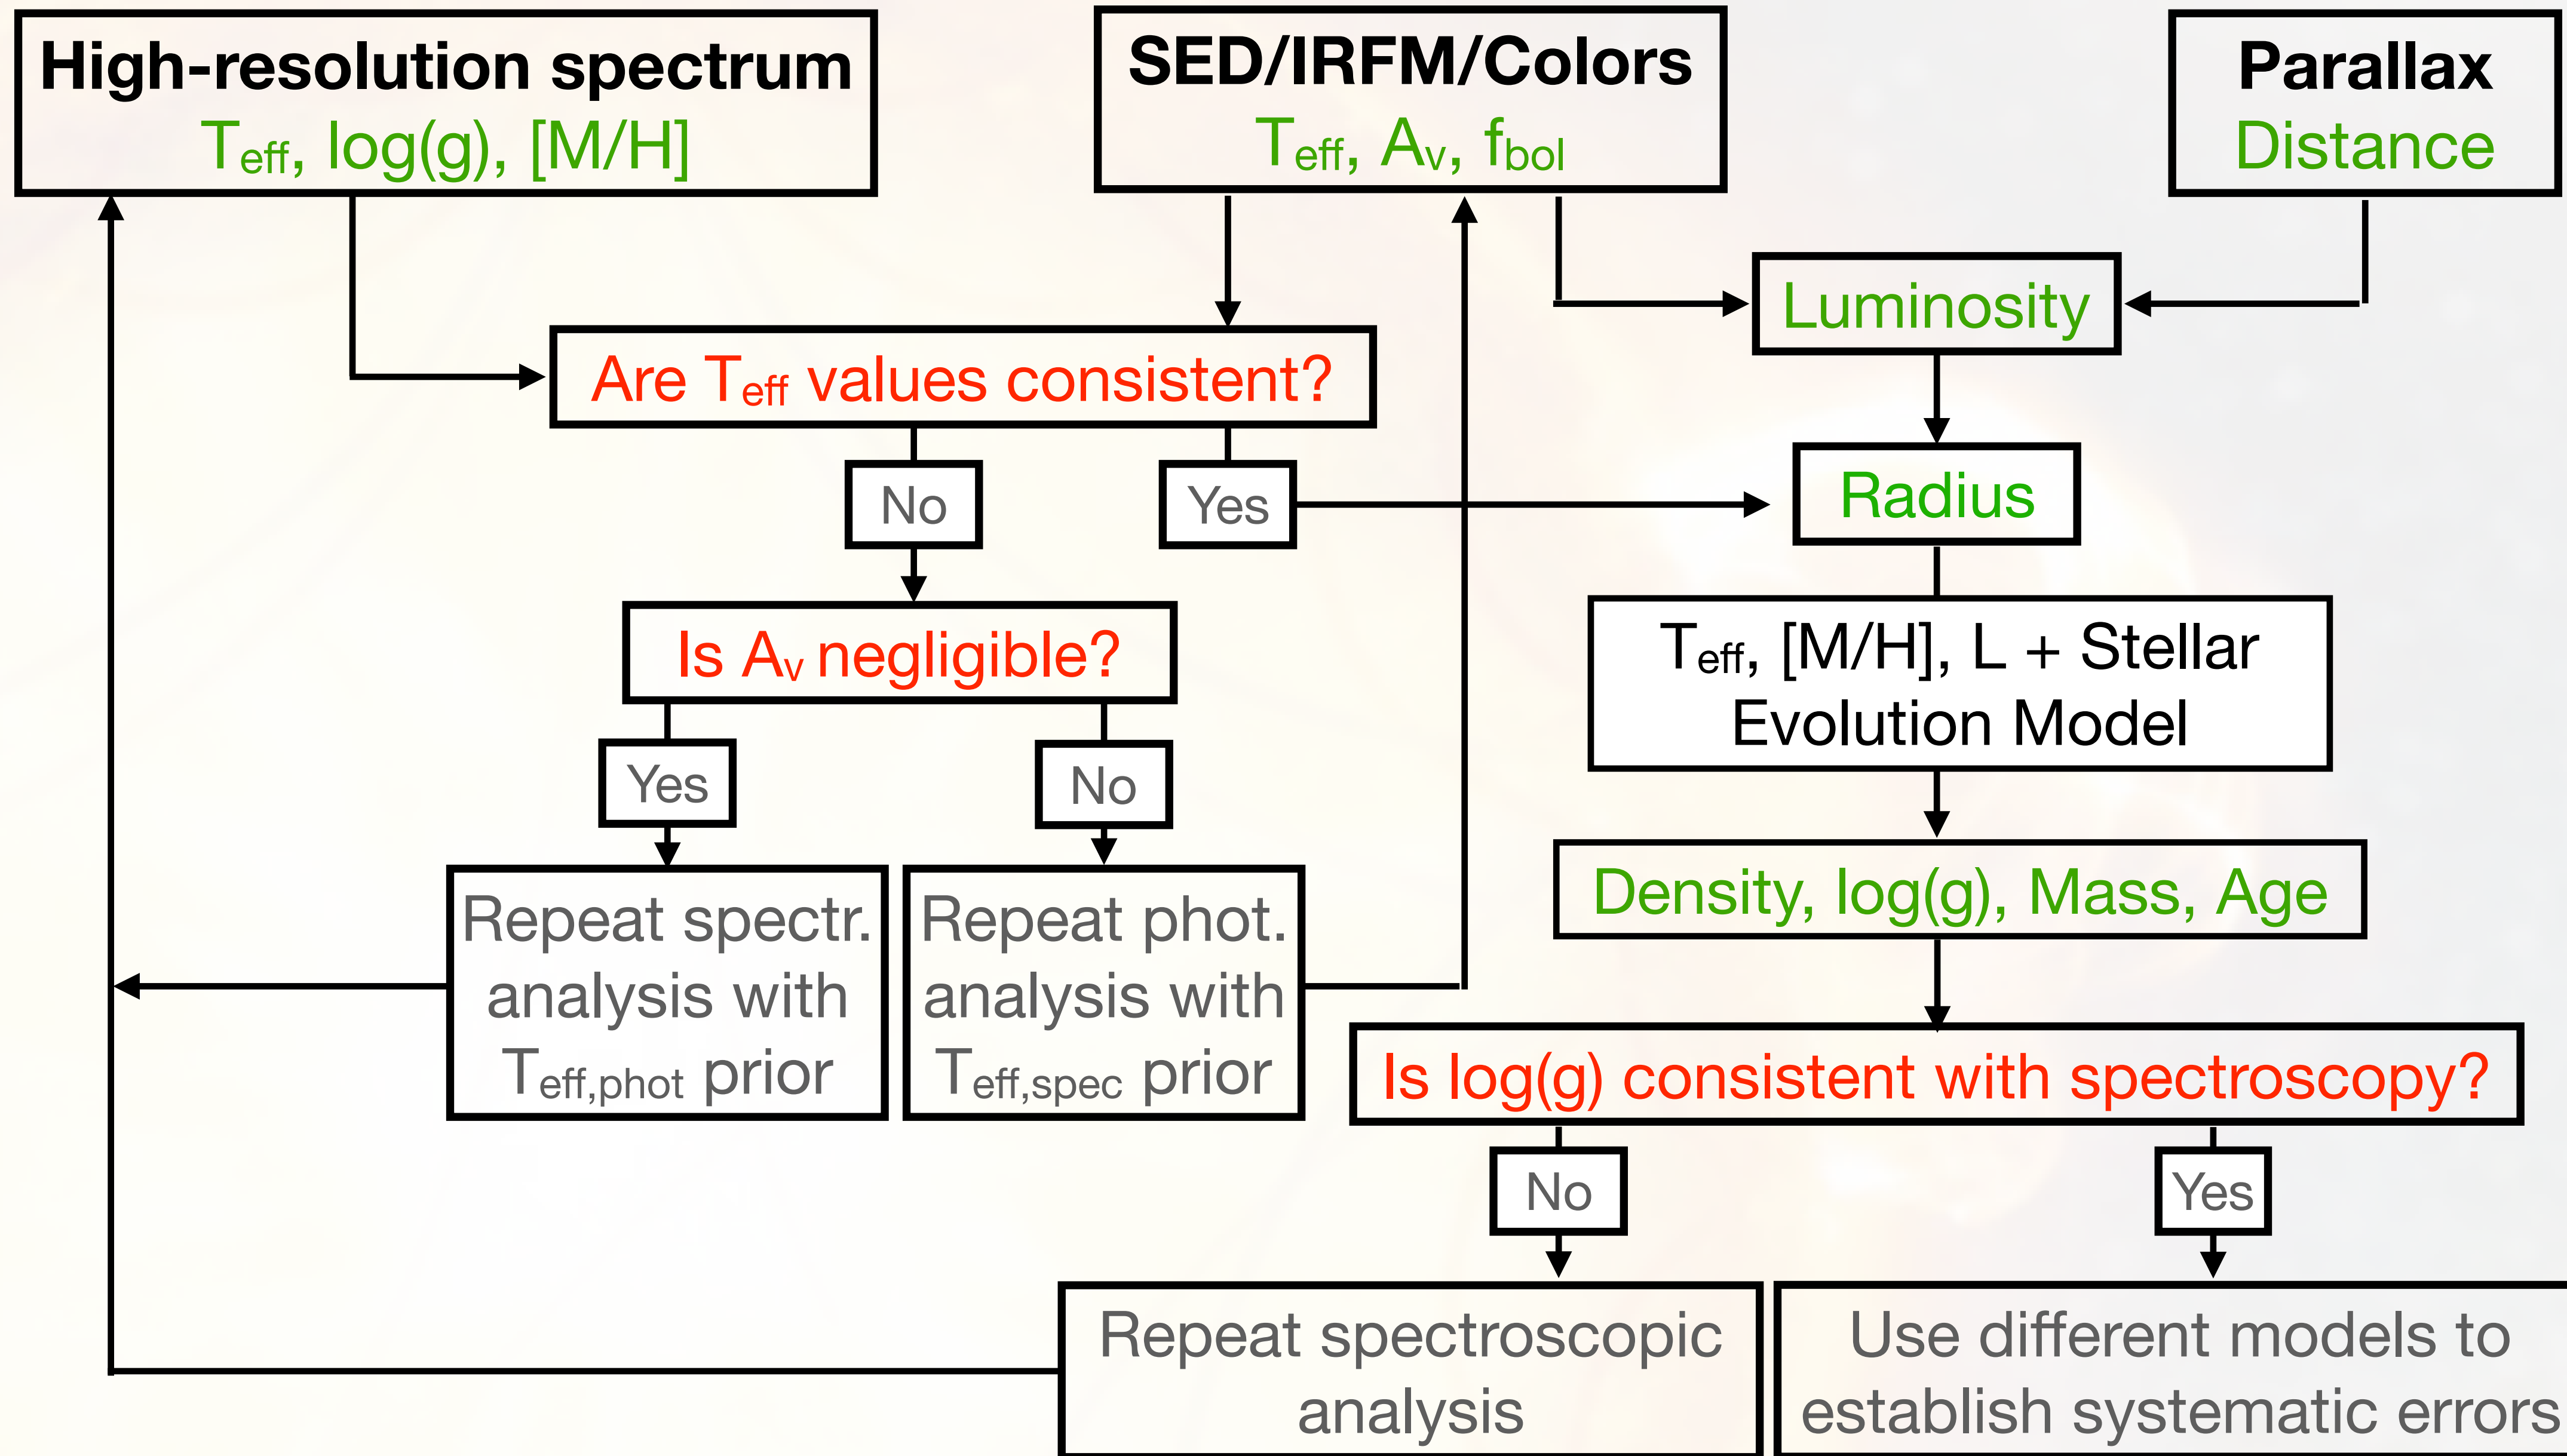 High-resolution spectrum
Teff, log(g), [M/H]
SED/IRFM/Colors
Teff, Av, fbol
Parallax
Distance
Luminosity
Are Teff values consistent?
No
Yes
Radius
Is Av negligible?
Yes
No
Teff, [M/H], L + Stellar
Evolution Model
Repeat spectr.
analysis with
Teff,phot prior
Repeat phot.
analysis with
Teff,spec prior
Density, log(g), Mass, Age
Is log(g) consistent with spectroscopy?
No
Yes
Repeat spectroscopic
analysis
Use different models to
establish systematic errors